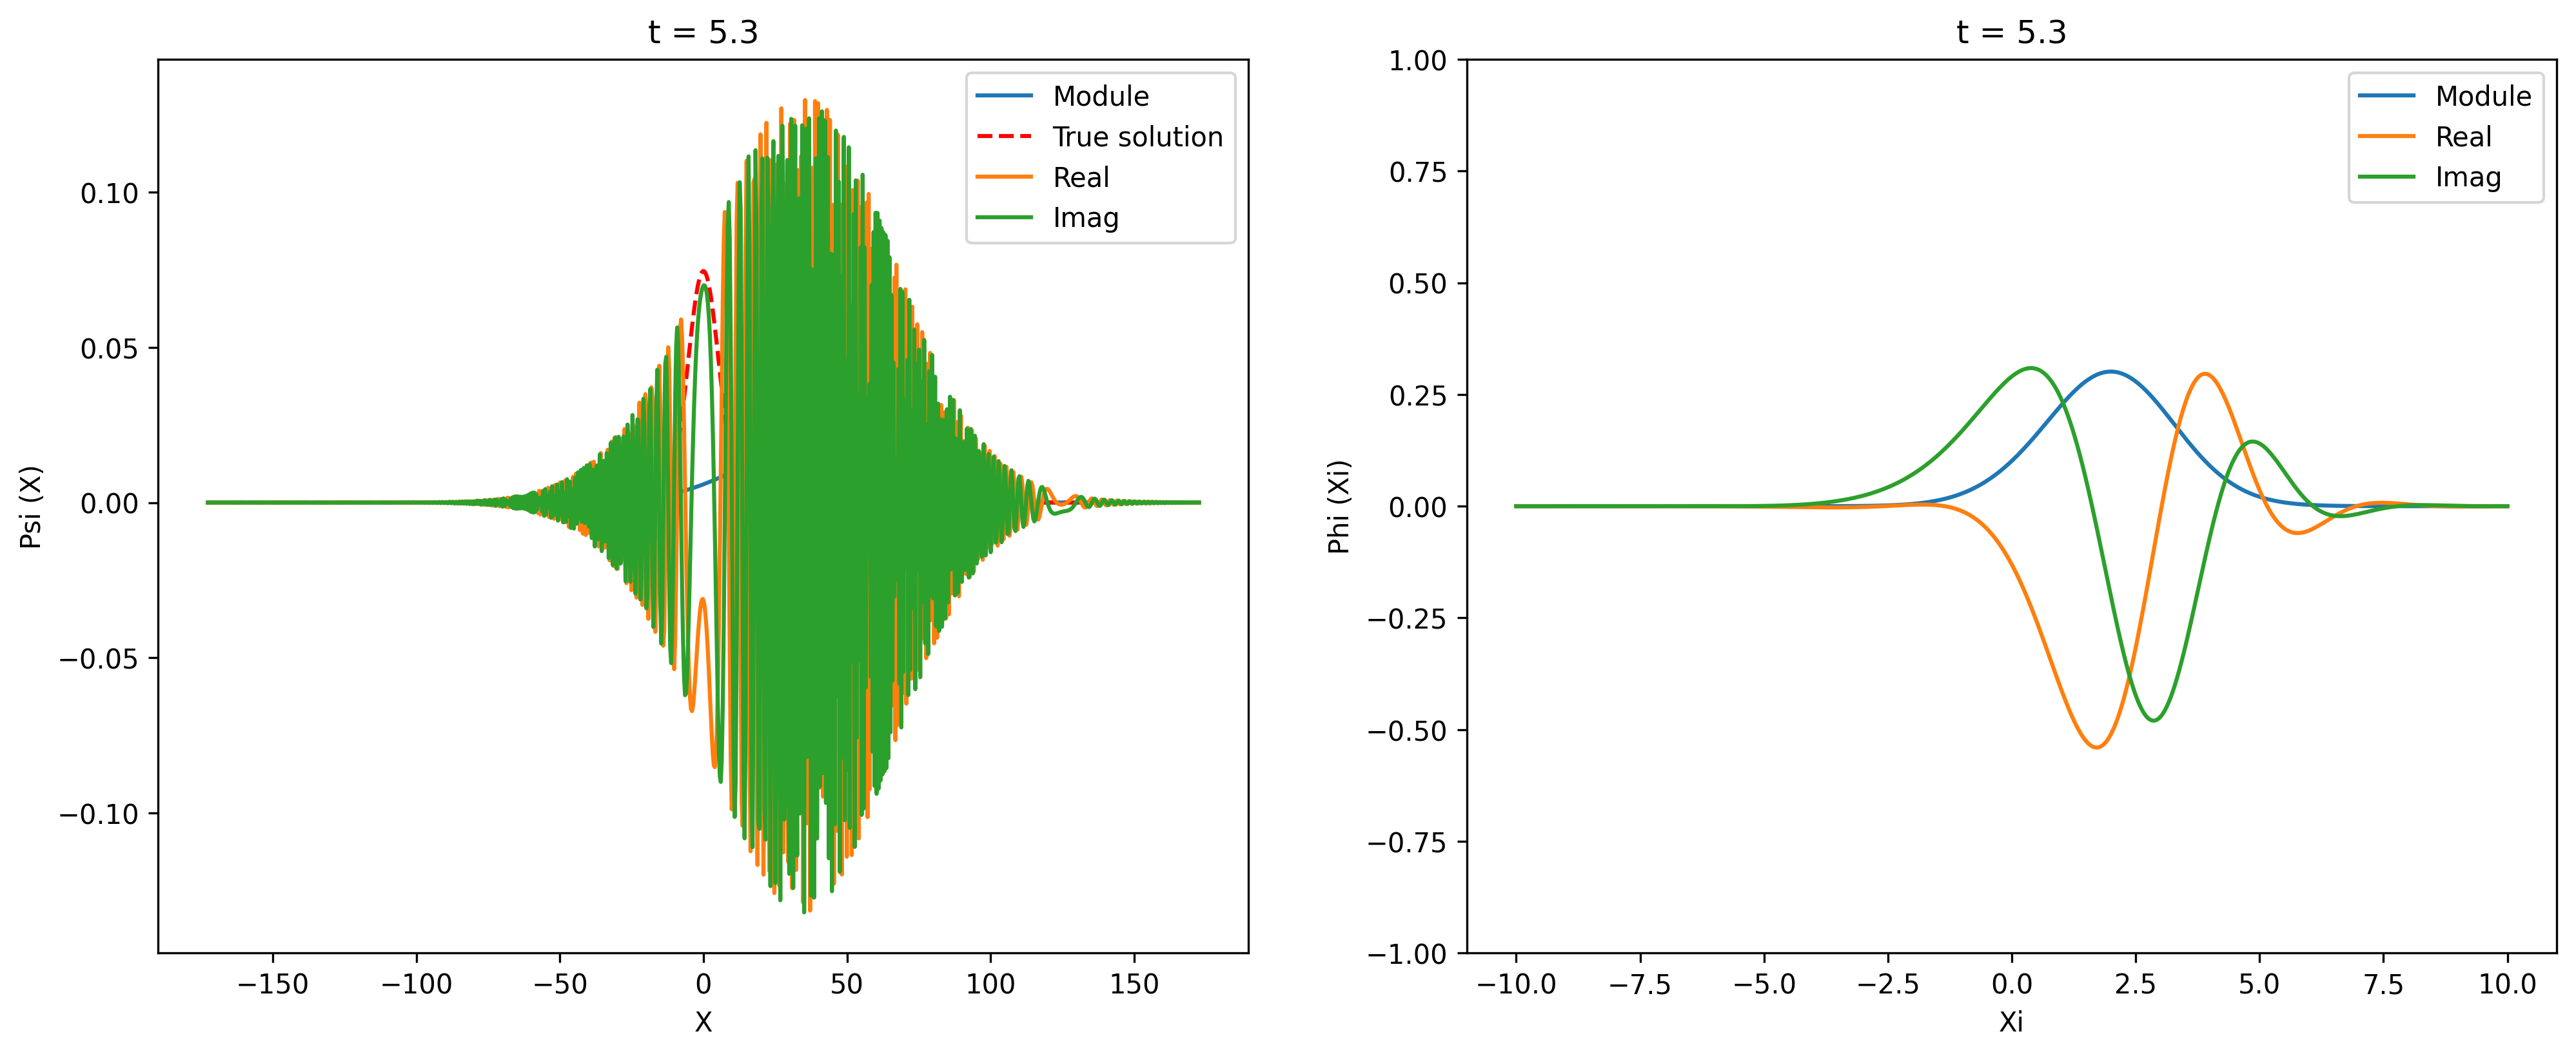 t = 5.3
Module
True solution
Real
Imag
0.10
0.05
0.00
−0.05
−0.10
Psi (X)
−150
−100
−50
0
50
100
150
X
t = 5.3
Module
Real
Imag
1.00
0.75
0.50
0.25
0.00
−0.25
−0.50
−0.75
−1.00
Phi (Xi)
−10.0
−7.5
−5.0
−2.5
0.0
2.5
5.0
7.5
10.0
Xi